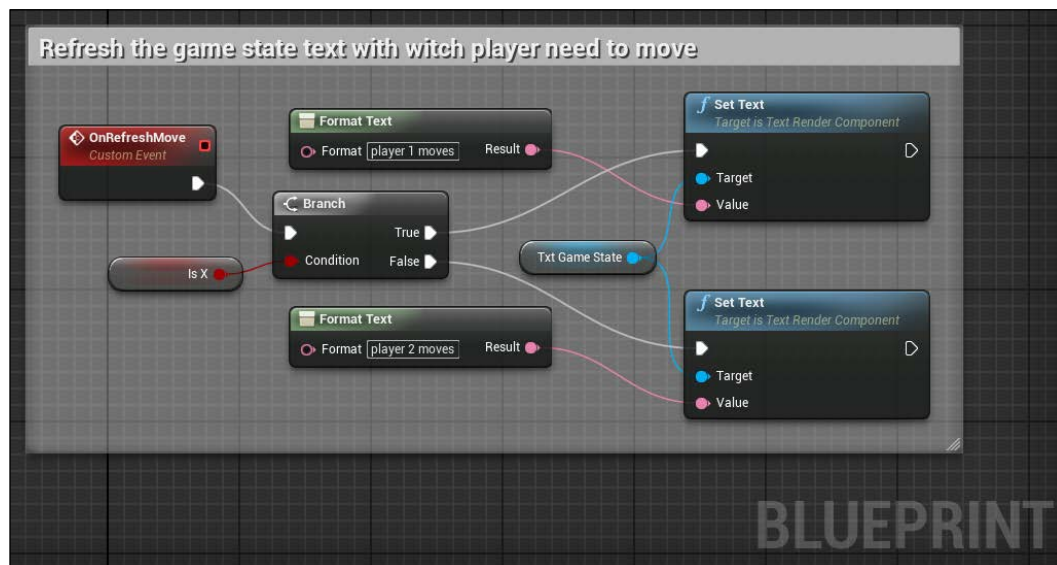 Refresh the game state text with witch player need to move
OnRefreshMove
Custom Event
Is X
Format Text
Format player 1 moves Result
Branch
True
Condition False
Format Text
Format player 2 moves Result
Txt Game State
Set Text
Target is Text Render Component
Target
Value
Set Text
Target is Text Render Component
Target
Value
BLUEPRINT